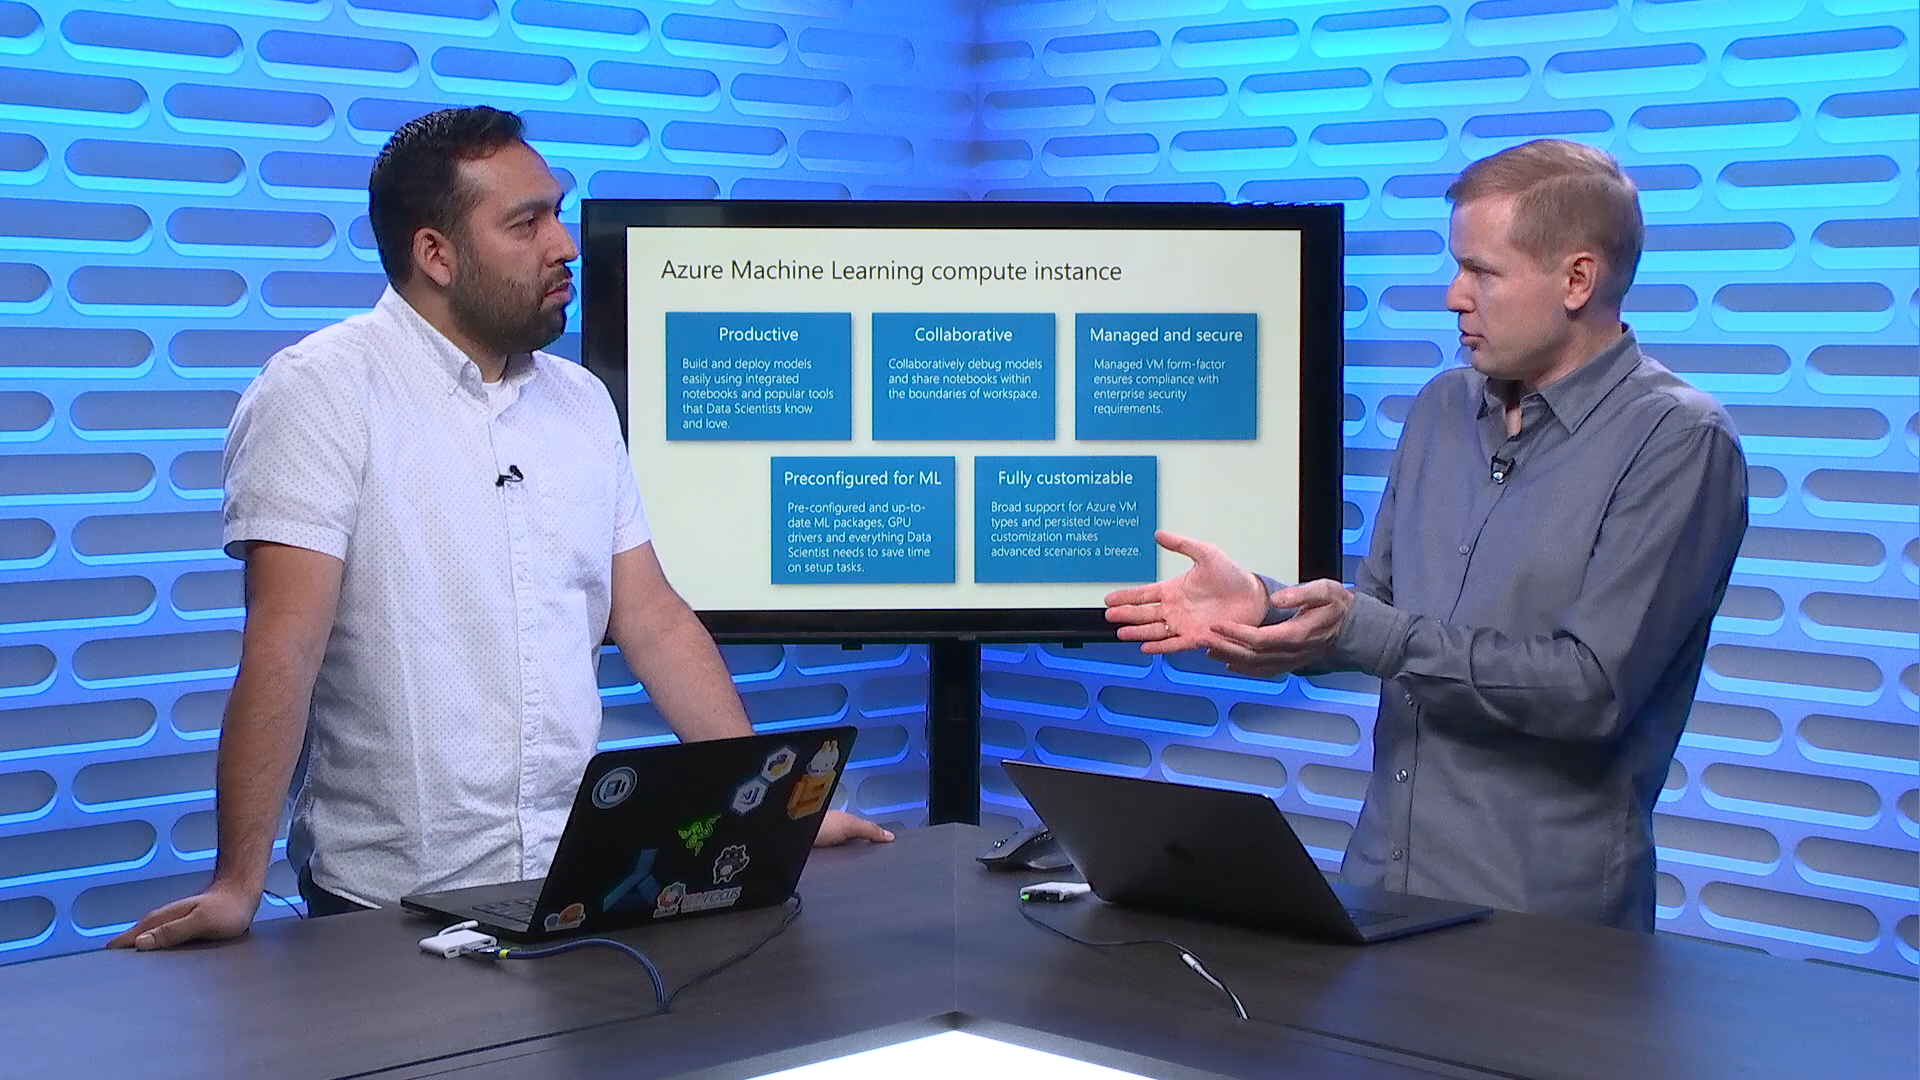 Azure Machine Learning compute instance
Productive
Build and deploy models
easily using integrated
notebooks and popular tools
that Data Scientists know
and love.
Collaborative
Collaboratively debug models
and share notebooks within
the boundaries of workspace.
Managed and secure
Managed VM form-factor
ensures compliance with
enterprise security
requirements.
Preconfigured for ML
Pre-configured and up-to-
date ML packages, GPU
drivers and everything Data
Scientist needs to save time
on setup tasks.
Fully customizable
Broad support for Azure VM
types and persisted low-level
customization makes
advanced scenarios a breeze.